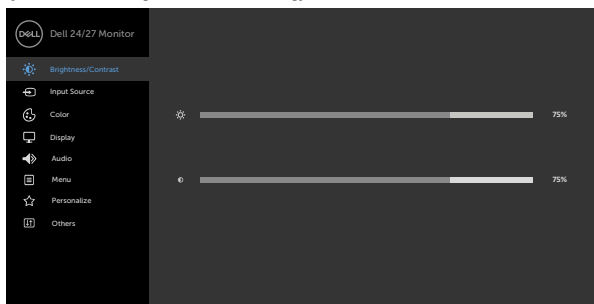 DELL
Dell 24/27 Monitor
Brightness/Contrast
Input Source
Color
75%
Display
Audio
Menu
75%
Personalize
Others